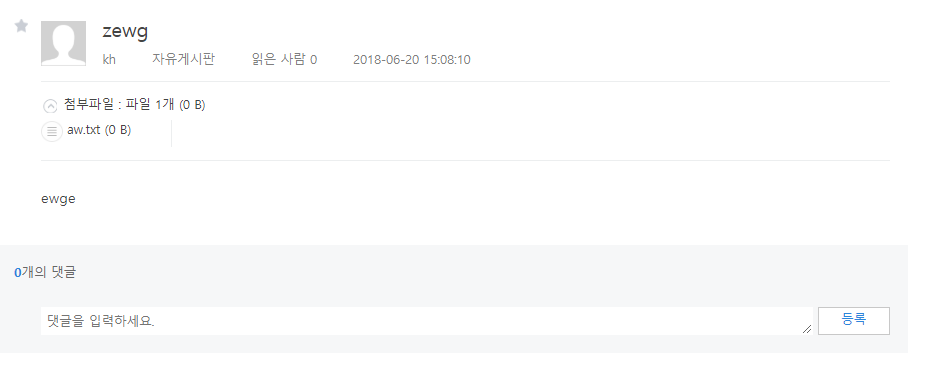 zewg
kh 자유게시판 읽은 사람 0 2018-06-20 15:08:10
첨부파일 : 파일 1개 (0 B)
aw.txt (0 B)
ewge
0개의 댓글
댓글을 입력하세요. 등록